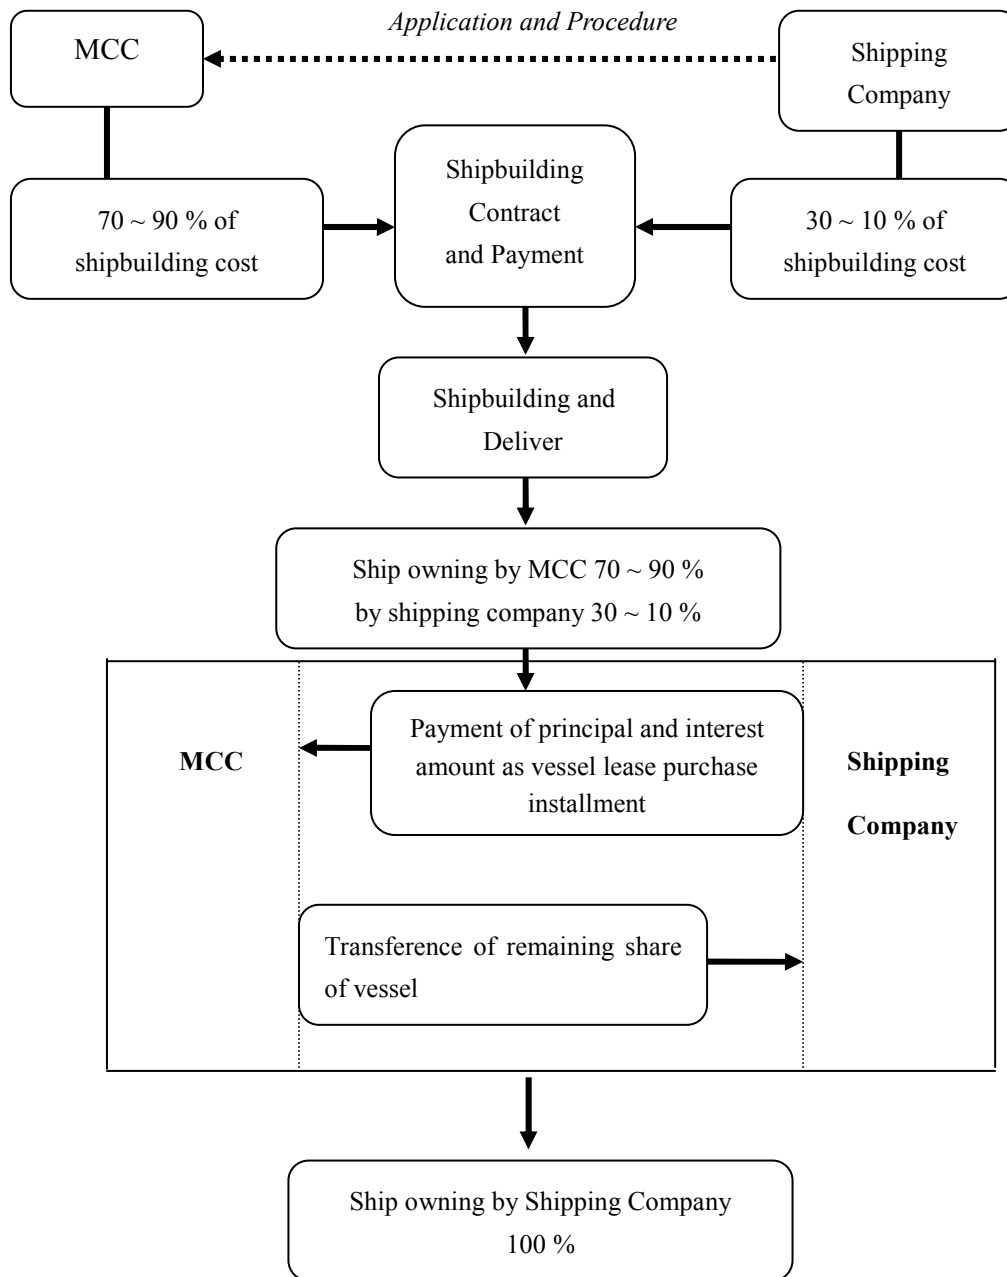 Application and Procedure
MCC
Shipping
Company
Shipbuilding
Contract
and Payment
70 ~ 90 % of
shipbuilding cost
30 ~ 10 % of
shipbuilding cost
Shipbuilding and
Deliver
Ship owning by MCC 70 ~ 90 %
by shipping company 30 ~ 10 %
Payment of principal and interest
amount as vessel lease purchase
installment
MCC
Shipping
Company
Transference of remaining share
of vessel
Ship owning by Shipping Company
100 %